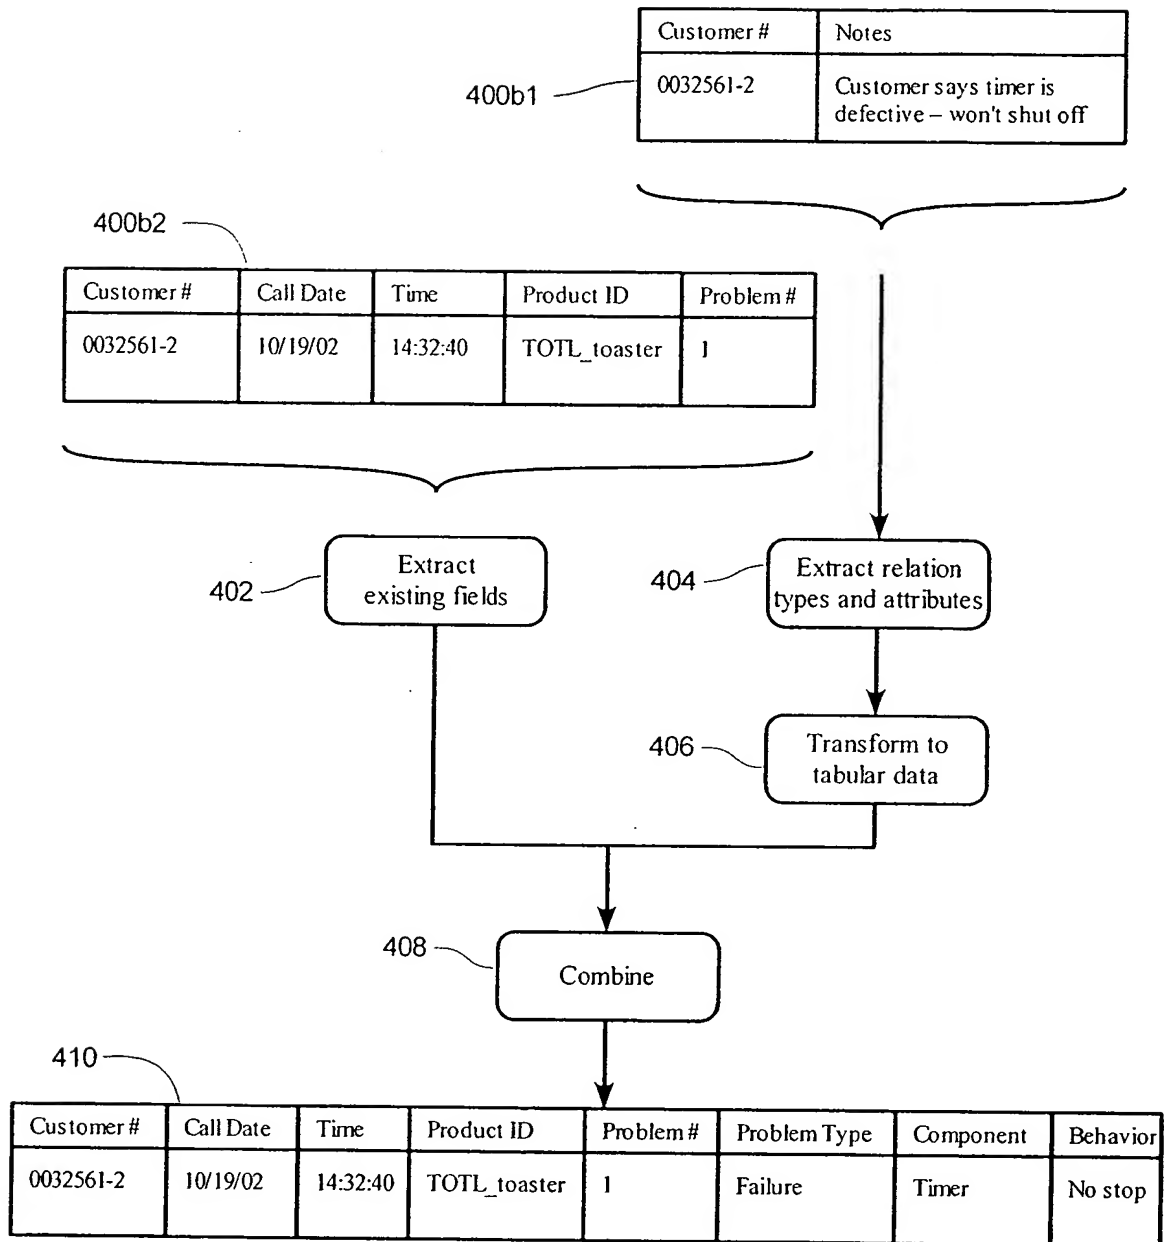 Customer # Notes
400b1
0032561-2 Customer says timer is
defective – won't shut off
400b2
Customer # Call Date Time Product ID Problem #
0032561-2 10/19/02 14:32:40 TOTL_toaster 1
402
Extract
existing fields
404
Extract relation
types and attributes
406
Transform to
tabular data
408
Combine
410
Customer # Call Date Time Product ID Problem # Problem Type Component Behavior
0032561-2 10/19/02 14:32:40 TOTL_toaster 1 Failure Timer No stop